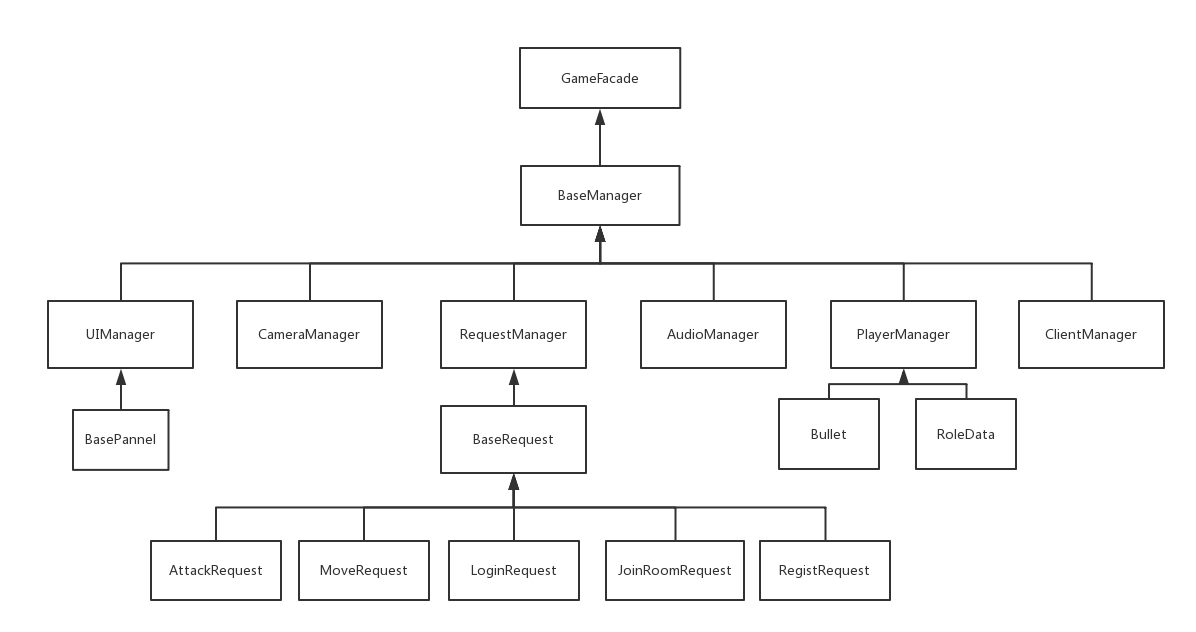 GameFacade
BaseManager
UIManager
CameraManager
RequestManager
AudioManager
PlayerManager
ClientManager
BasePannel
BaseRequest
Bullet
RoleData
AttackRequest
MoveRequest
LoginRequest
JoinRoomRequest
RegistRequest